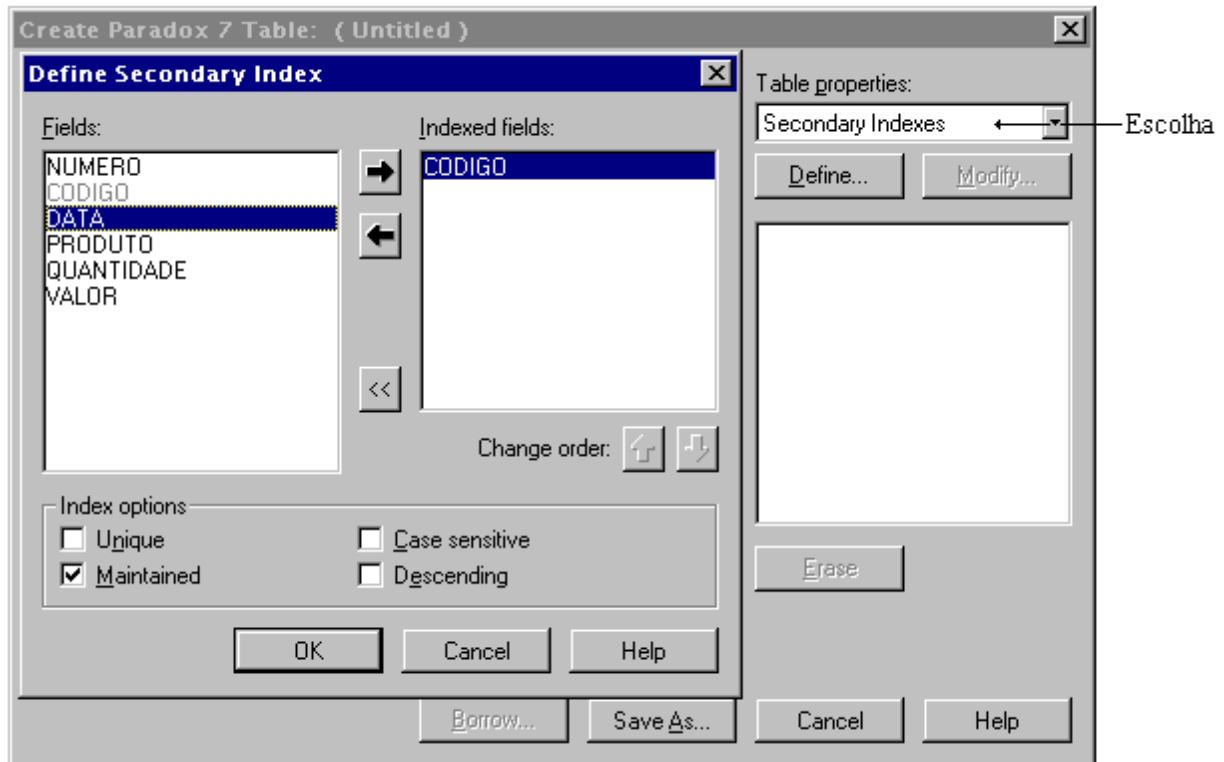 Create Paradox 7 Table: ( Untitled )
Define Secondary Index
Fields:
NUMERO
CODIGO
DATA
PRODUTO
QUANTIDADE
VALOR
Indexed fields:
CODIGO
<<
Change order:
Index options
Unique
Case sensitive
Maintained
Descending
OK
Cancel
Help
Table properties:
Secondary Indexes
Escolha
Define...
Modify...
Erase
Borrow...
Save As...
Cancel
Help